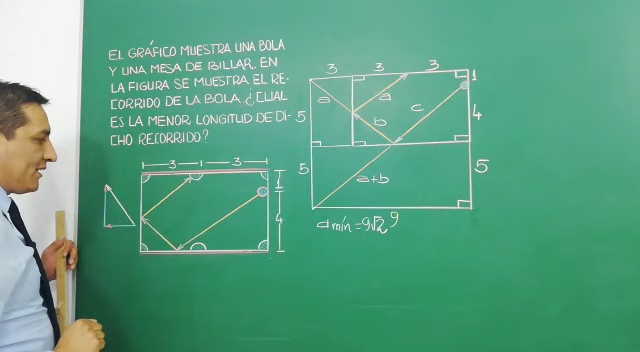 EL GRÁFICO MUESTRA UNA BOLA
Y UNA MESA DE BILLAR. EN
LA FIGURA SE MUESTRA EL RE-
CORRIDO DE LA BOLA ¿CUAL
ES LA MENOR LONGITUD DE DI-
CHO RECORRIDO?
3 3
1
4
3 3 3
1
a a c
5 b 4
5 a+b 5
dmín=9√2 9